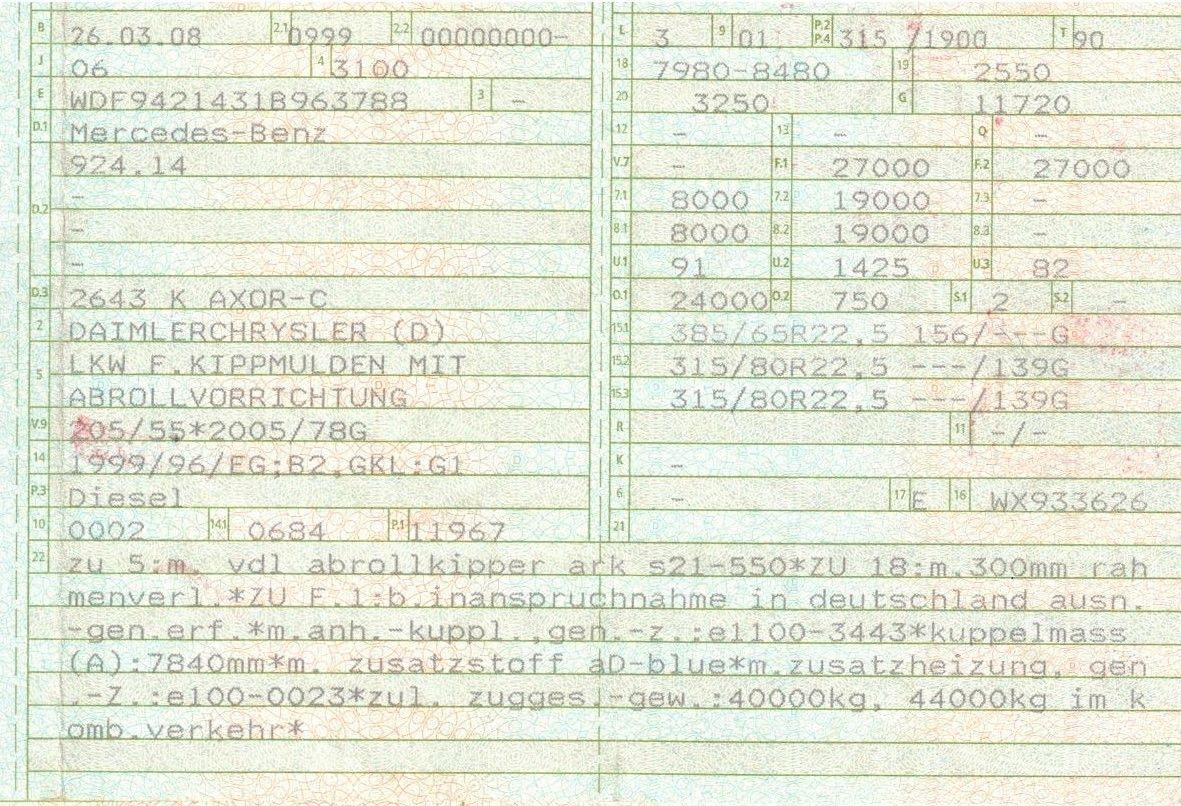 B 26.03.08 2.1 0999 2.2 00000000-
J 06 4 3100
E WDF9421431B963788 3 -
D.1 Mercedes-Benz
924.14
D.2 -
-
-
D.3 2643 K AXOR-C
2 DAIMLERCHRYSLER (D)
5 LKW F.KIPPMULDEN MIT
ABROLLVORRICHTUNG
V.9 205/55*2005/78G
14 1999/96/EG;B2,GKL:G1
P.3 Diesel
10 0002 14.1 0684 P.1 11967
L 3 9 01 P.2 P.4 315 /1900 T 90
18 7980-8480 19 2550
20 3250 G 11720
12 - 13 - Q -
V.7 - F.1 27000 F.2 27000
7.1 8000 7.2 19000 7.3 -
8.1 8000 8.2 19000 8.3 -
U.1 91 U.2 1425 U.3 82
O.1 24000 O.2 750 S.1 2 S.2 -
15.1 385/65R22,5 156/---G
15.2 315/80R22,5 ---/139G
15.3 315/80R22,5 ---/139G
R 11 -/-
K -
6 - 17 E 16 WX933626
21
22 zu 5:m. vdl abrollkipper ark s21-550*ZU 18:m.300mm rah
menverl.*ZU F.1:b.inanspruchnahme in deutschland ausn.
-gen.erf.*m.anh.-kuppl.,gen.-z.:e1100-3443*kuppelmass
(A):7840mm*m. zusatzstoff aD-blue*m.zusatzheizung, gen
.-Z.:e100-0023*zul. zugges.-gew.:40000kg, 44000kg im k
omb.verkehr*